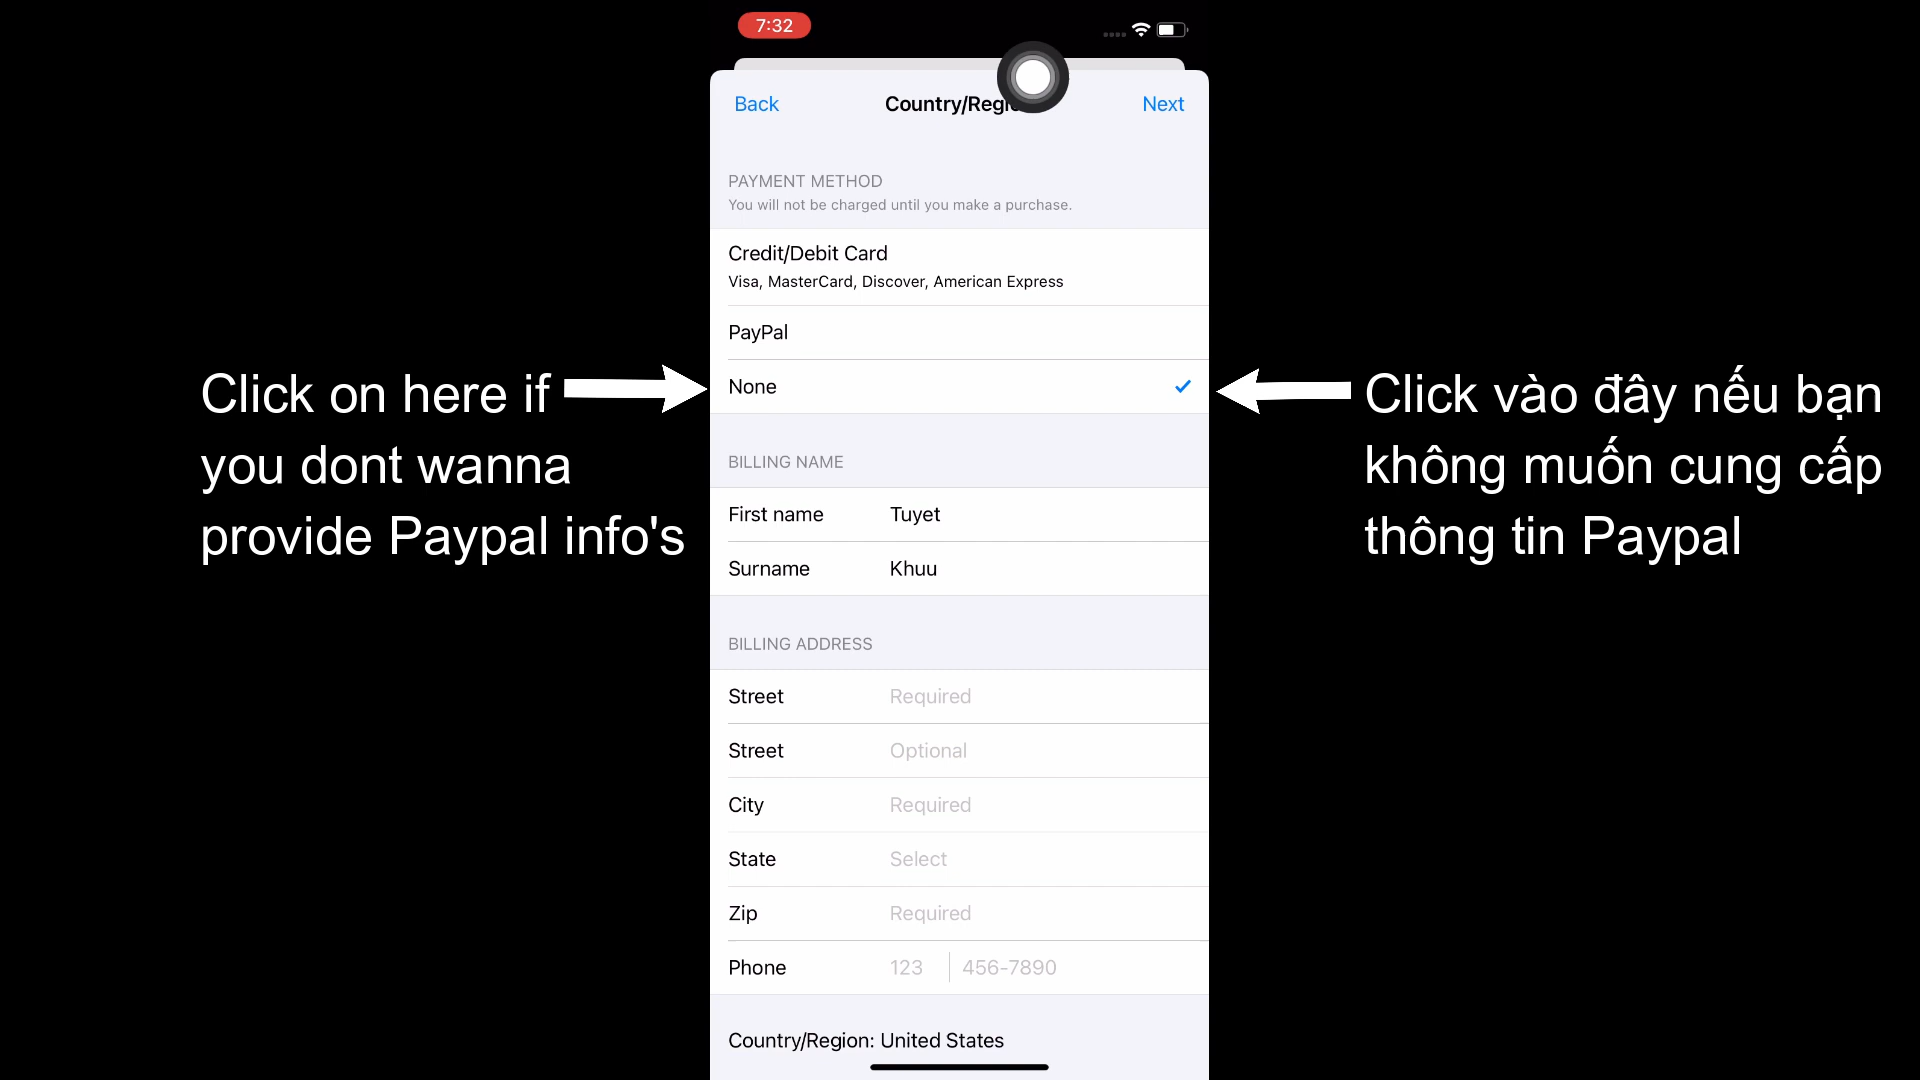 7:32
Back
Country/Regio
Next
PAYMENT METHOD
You will not be charged until you make a purchase.
Credit/Debit Card
Visa, MasterCard, Discover, American Express
PayPal
None
Click on here if
you dont wanna
provide Paypal info's
Click vào đây nếu bạn
không muốn cung cấp
thông tin Paypal
BILLING NAME
First name Tuyet
Surname Khuu
BILLING ADDRESS
Street Required
Street Optional
City Required
State Select
Zip Required
Phone 123 456-7890
Country/Region: United States